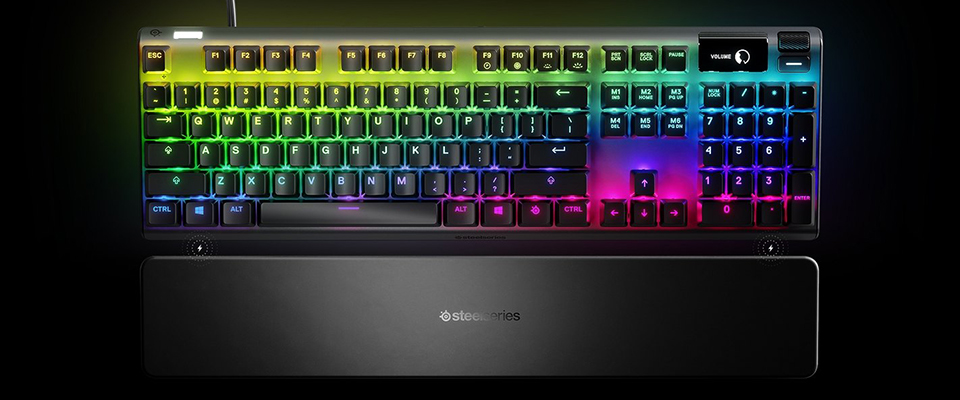 ESC F1 F2 F3 F4 F5 F6 F7 F8 F9 F10 F11 F12 PRT SCN SCRL LOCK PAUSE VOLUME
~ ` ! 1 @ 2 # 3 $ 4 % 5 ^ 6 & 7 * 8 ( 9 ) 0 _ - + = ← M1 INS M2 HOME M3 PG UP NUM LOCK / * -
Q W E R T Y U I O P { [ } ] | \ M4 DEL M5 END M6 PG DN 7 8 9 +
A S D F G H J K L : ; " ' 4 5 6
Z X C V B N M < , > . ? / ↑ 1 2 3 ENTER
CTRL ALT ALT CTRL ← ↓ → 0 .
steelseries